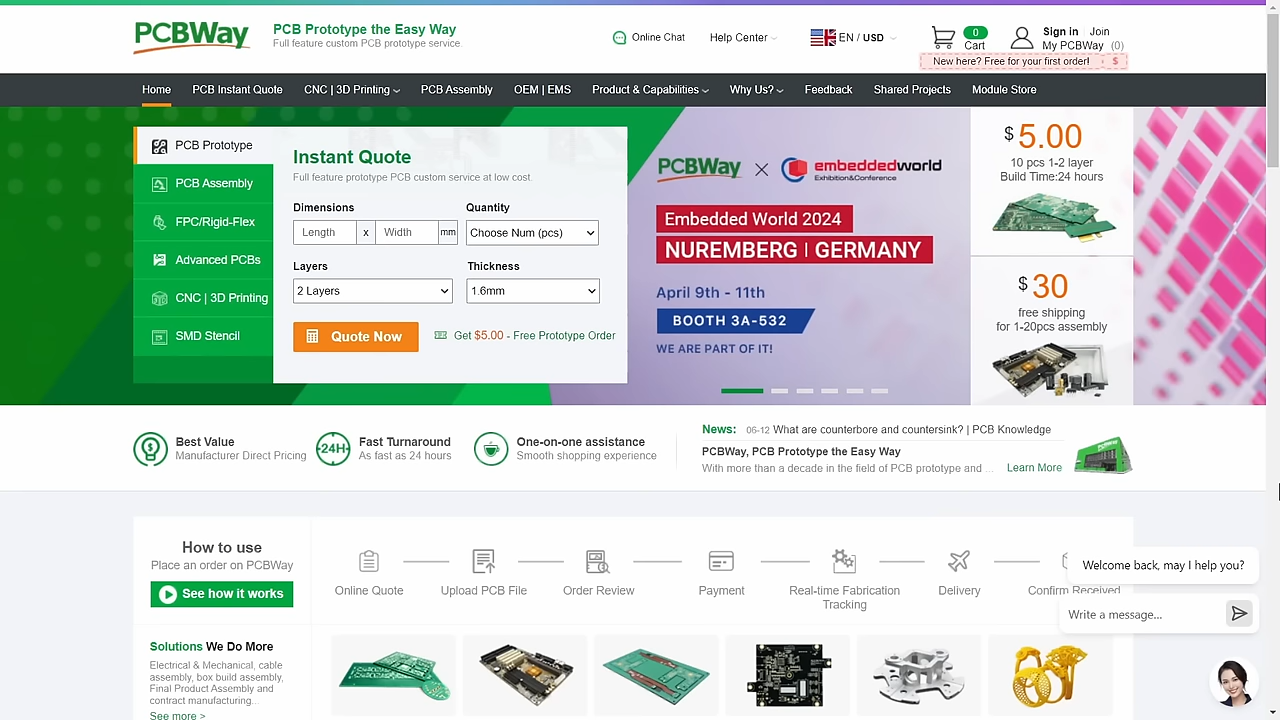 PCBWay
PCB Prototype the Easy Way
Full feature custom PCB prototype service.
Online Chat
Help Center
EN / USD
0
Cart
Sign in
Join
My PCBWay (0)
New here? Free for your first order!
$
Home
PCB Instant Quote
CNC | 3D Printing
PCB Assembly
OEM | EMS
Product & Capabilities
Why Us?
Feedback
Shared Projects
Module Store
PCB Prototype
PCB Assembly
FPC/Rigid-Flex
Advanced PCBs
CNC | 3D Printing
SMD Stencil
Instant Quote
Full feature prototype PCB custom service at low cost.
Dimensions
Quantity
Length
x
Width
mm
Choose Num (pcs)
Layers
Thickness
2 Layers
1.6mm
Quote Now
Get $5.00 - Free Prototype Order
PCBWay X embeddedworld
Exhibition&Conference
Embedded World 2024
NUREMBERG | GERMANY
April 9th - 11th
BOOTH 3A-532
WE ARE PART OF IT!
$ 5.00
10 pcs 1-2 layer
Build Time:24 hours
$ 30
free shipping
for 1-20pcs assembly
Best Value
Manufacturer Direct Pricing
24H
Fast Turnaround
As fast as 24 hours
One-on-one assistance
Smooth shopping experience
News: 06-12 What are counterbore and countersink? | PCB Knowledge
PCBWay, PCB Prototype the Easy Way
With more than a decade in the field of PCB prototype and ...
Learn More
How to use
Place an order on PCBWay
See how it works
Online Quote
Upload PCB File
Order Review
Payment
Real-time Fabrication
Tracking
Delivery
Confirm Received
Welcome back, may I help you?
Write a message...
Solutions We Do More
Electrical & Mechanical, cable
assembly, box build assembly,
Final Product Assembly and
contract manufacturing...
See more >